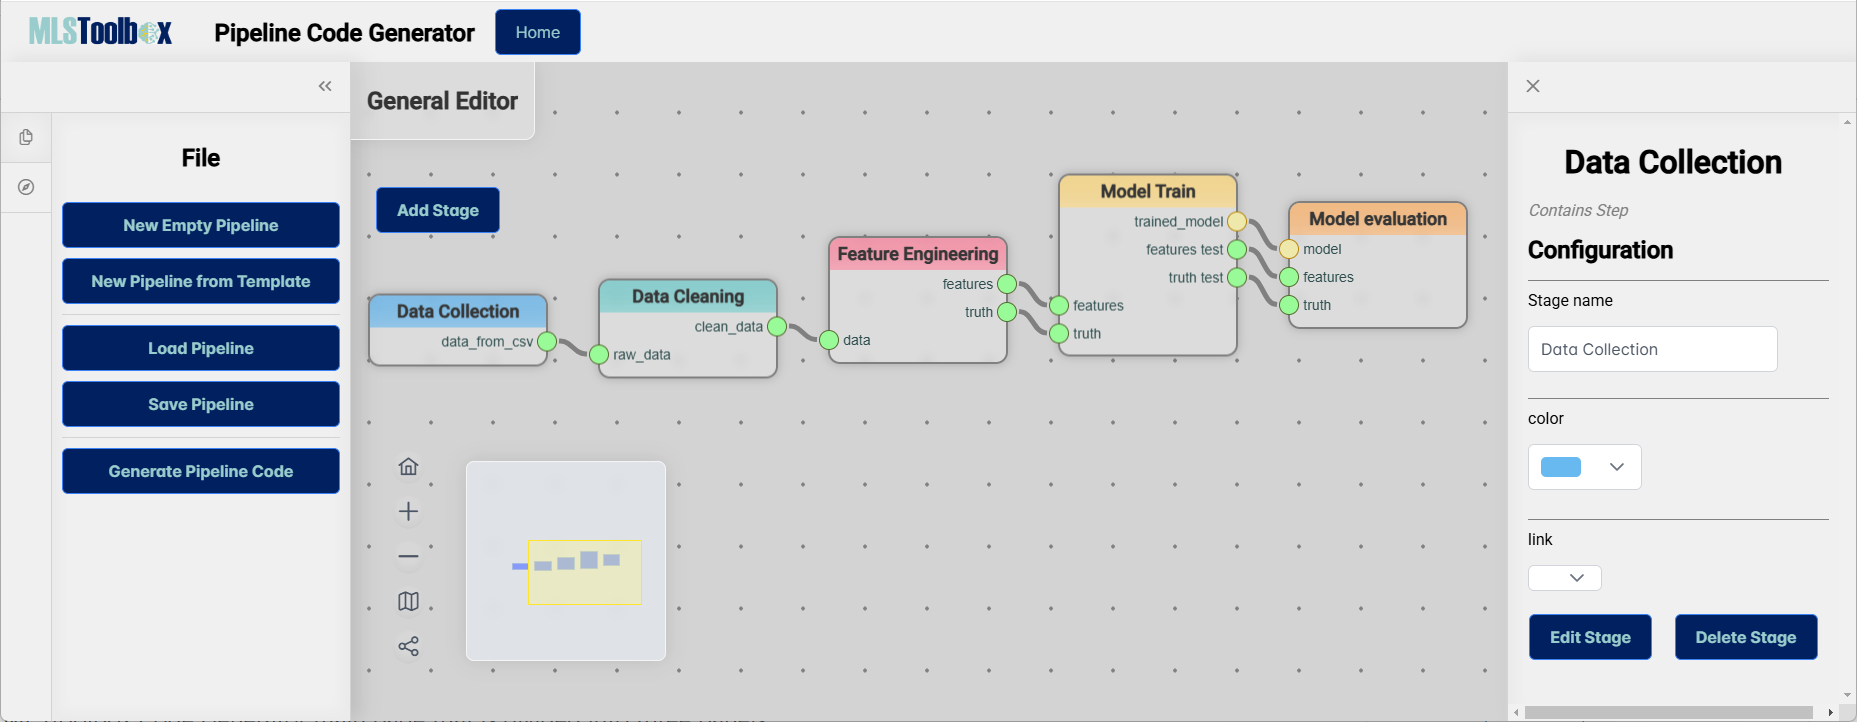 MLSToolbox
Pipeline Code Generator
Home
General Editor
File
New Empty Pipeline
New Pipeline from Template
Load Pipeline
Save Pipeline
Generate Pipeline Code
Add Stage
Data Collection
data_from_csv
Data Cleaning
clean_data
raw_data
Feature Engineering
features
truth
data
Model Train
trained_model
features test
truth test
features
truth
Model evaluation
model
features
truth
Data Collection
Contains Step
Configuration
Stage name
Data Collection
color
link
Edit Stage
Delete Stage